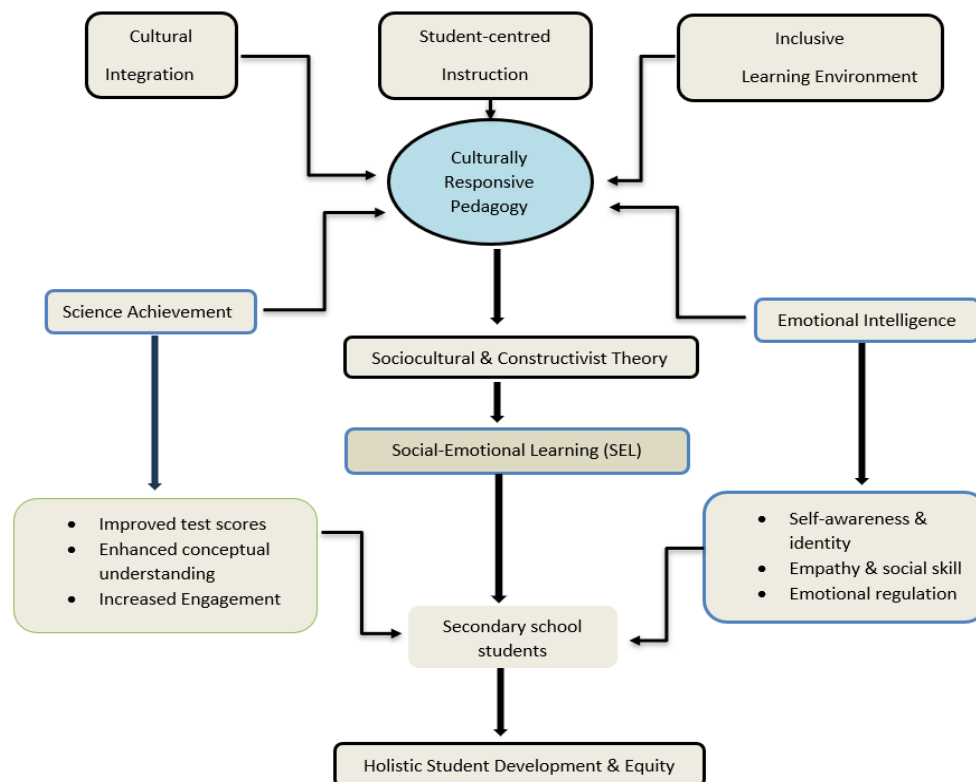 Cultural
Integration
Student-centred
Instruction
Inclusive
Learning Environment
Culturally
Responsive
Pedagogy
Science Achievement
Emotional Intelligence
Sociocultural & Constructivist Theory
Social-Emotional Learning (SEL)
• Improved test scores
• Enhanced conceptual
understanding
• Increased Engagement
• Self-awareness &
identity
• Empathy & social skill
• Emotional regulation
Secondary school
students
Holistic Student Development & Equity